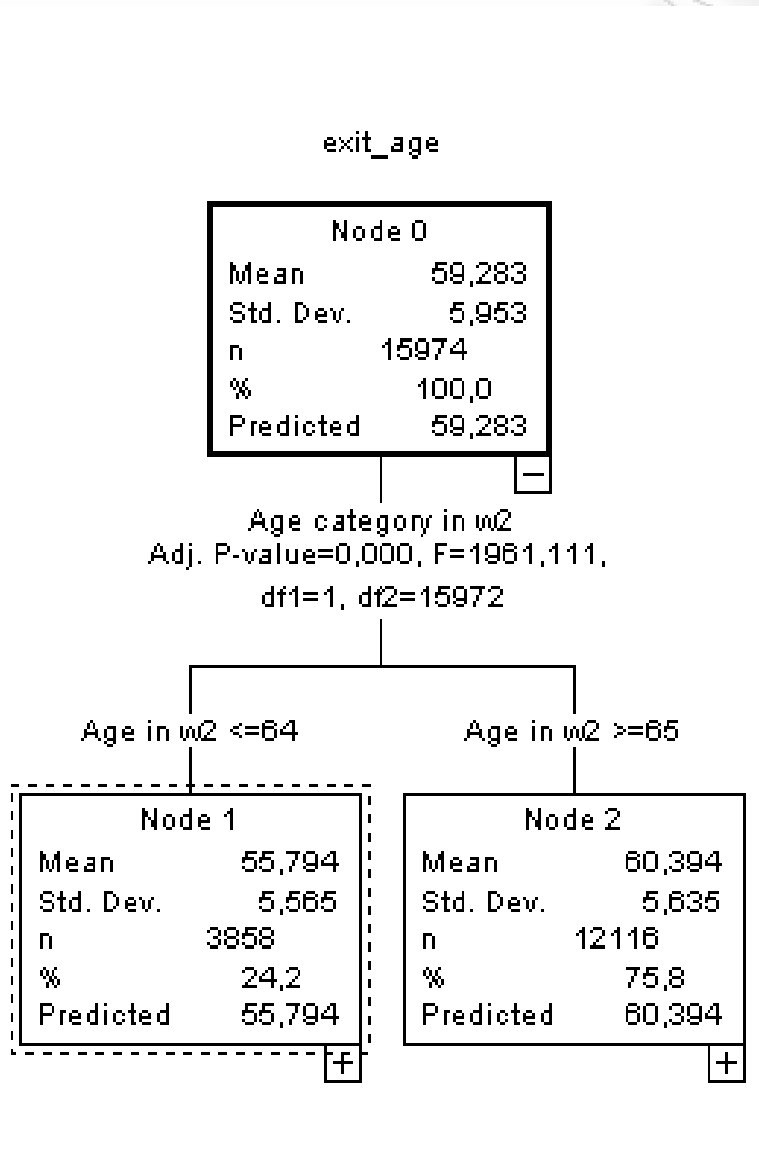 exit_age
Node 0
Mean 59,283
Std. Dev. 5,953
n 15974
% 100,0
Predicted 59,283
Age category in w2
Adj. P-value=0,000, F=1961,111,
df1=1, df2=15972
Age in w2 <=64
Age in w2 >=65
Node 1
Mean 55,794
Std. Dev. 5,565
n 3858
% 24,2
Predicted 55,794
Node 2
Mean 60,394
Std. Dev. 5,635
n 12116
% 75,8
Predicted 60,394